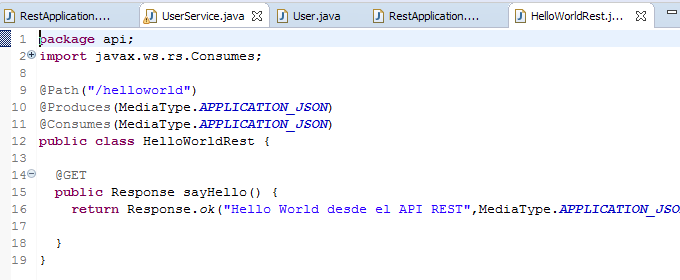 RestApplication.... UserService.java User.java RestApplication.... HelloWorldRest.j...
1 package api;
2 import javax.ws.rs.Consumes;
8
9 @Path("/helloworld")
10 @Produces(MediaType.APPLICATION_JSON)
11 @Consumes(MediaType.APPLICATION_JSON)
12 public class HelloWorldRest {
13
14 @GET
15 public Response sayHello() {
16 return Response.ok("Hello World desde el API REST",MediaType.APPLICATION_JSO
17
18 }
19 }